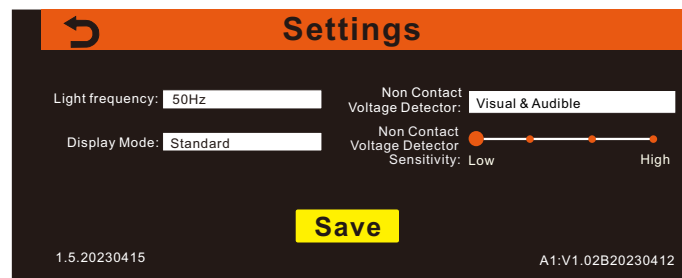 Settings
Light frequency: 50Hz
Non Contact
Voltage Detector: Visual & Audible
Display Mode: Standard
Non Contact
Voltage Detector
Sensitivity: Low High
Save
1.5.20230415
A1:V1.02B20230412